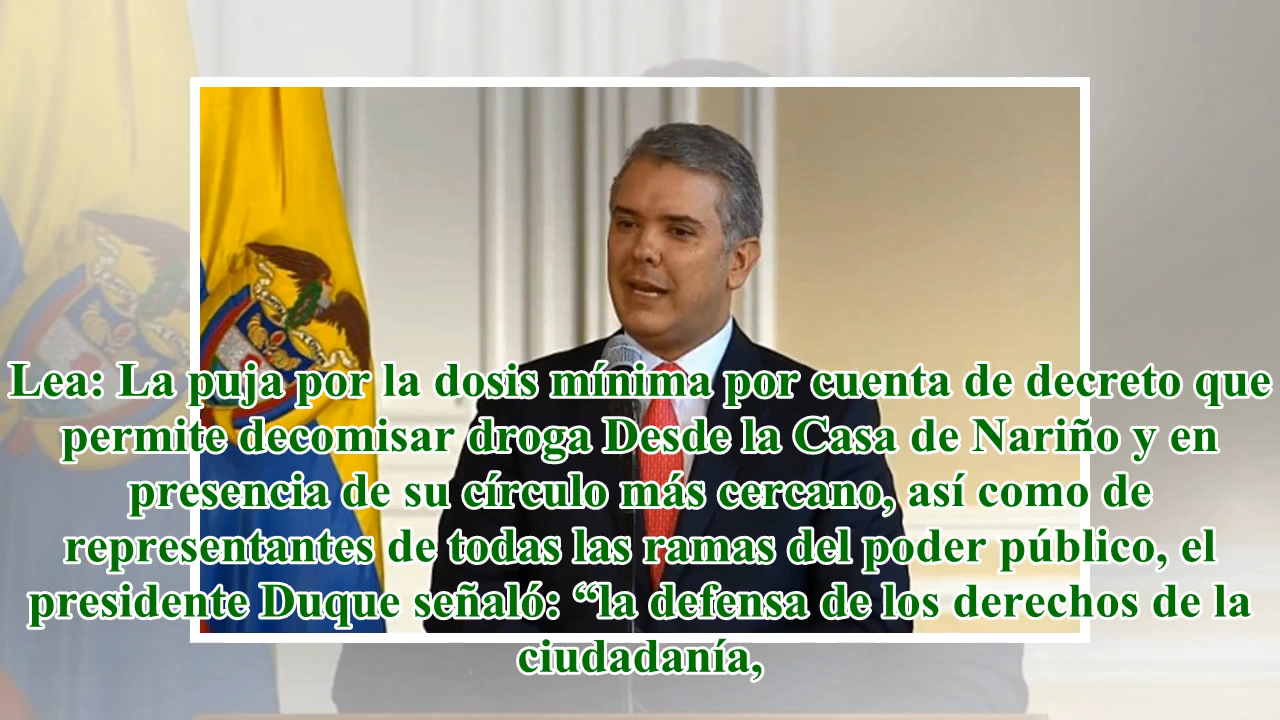 Lea: La puja por la dosis mínima por cuenta de decreto que
permite decomisar droga Desde la Casa de Nariño y en
presencia de su círculo más cercano, así como de
representantes de todas las ramas del poder público, el
presidente Duque señaló: “la defensa de los derechos de la
ciudadanía,